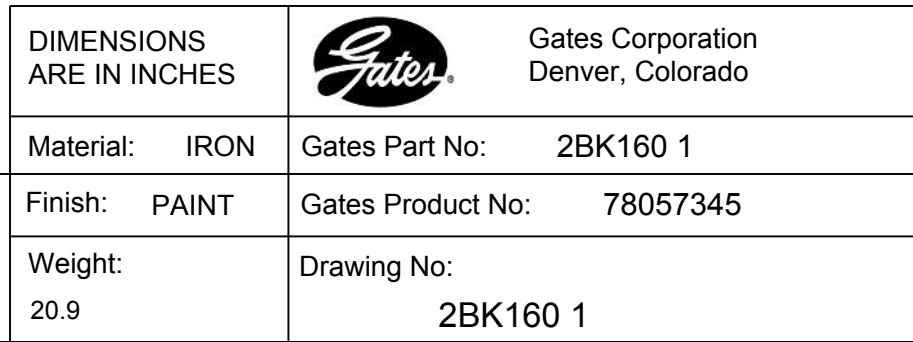 DIMENSIONS
ARE IN INCHES
Gates®
Gates Corporation
Denver, Colorado
Material: IRON
Gates Part No: 2BK160 1
Finish: PAINT
Gates Product No: 78057345
Weight:
20.9
Drawing No:
2BK160 1